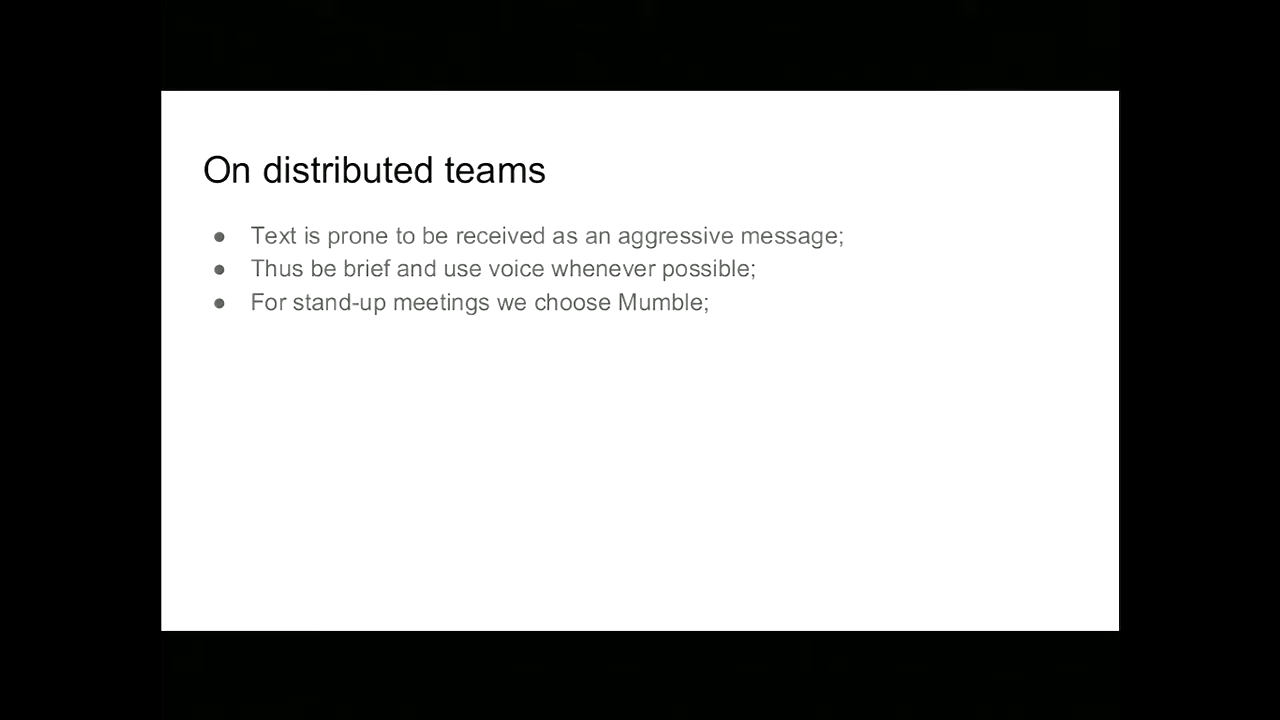 On distributed teams
● Text is prone to be received as an aggressive message;
● Thus be brief and use voice whenever possible;
● For stand-up meetings we choose Mumble;